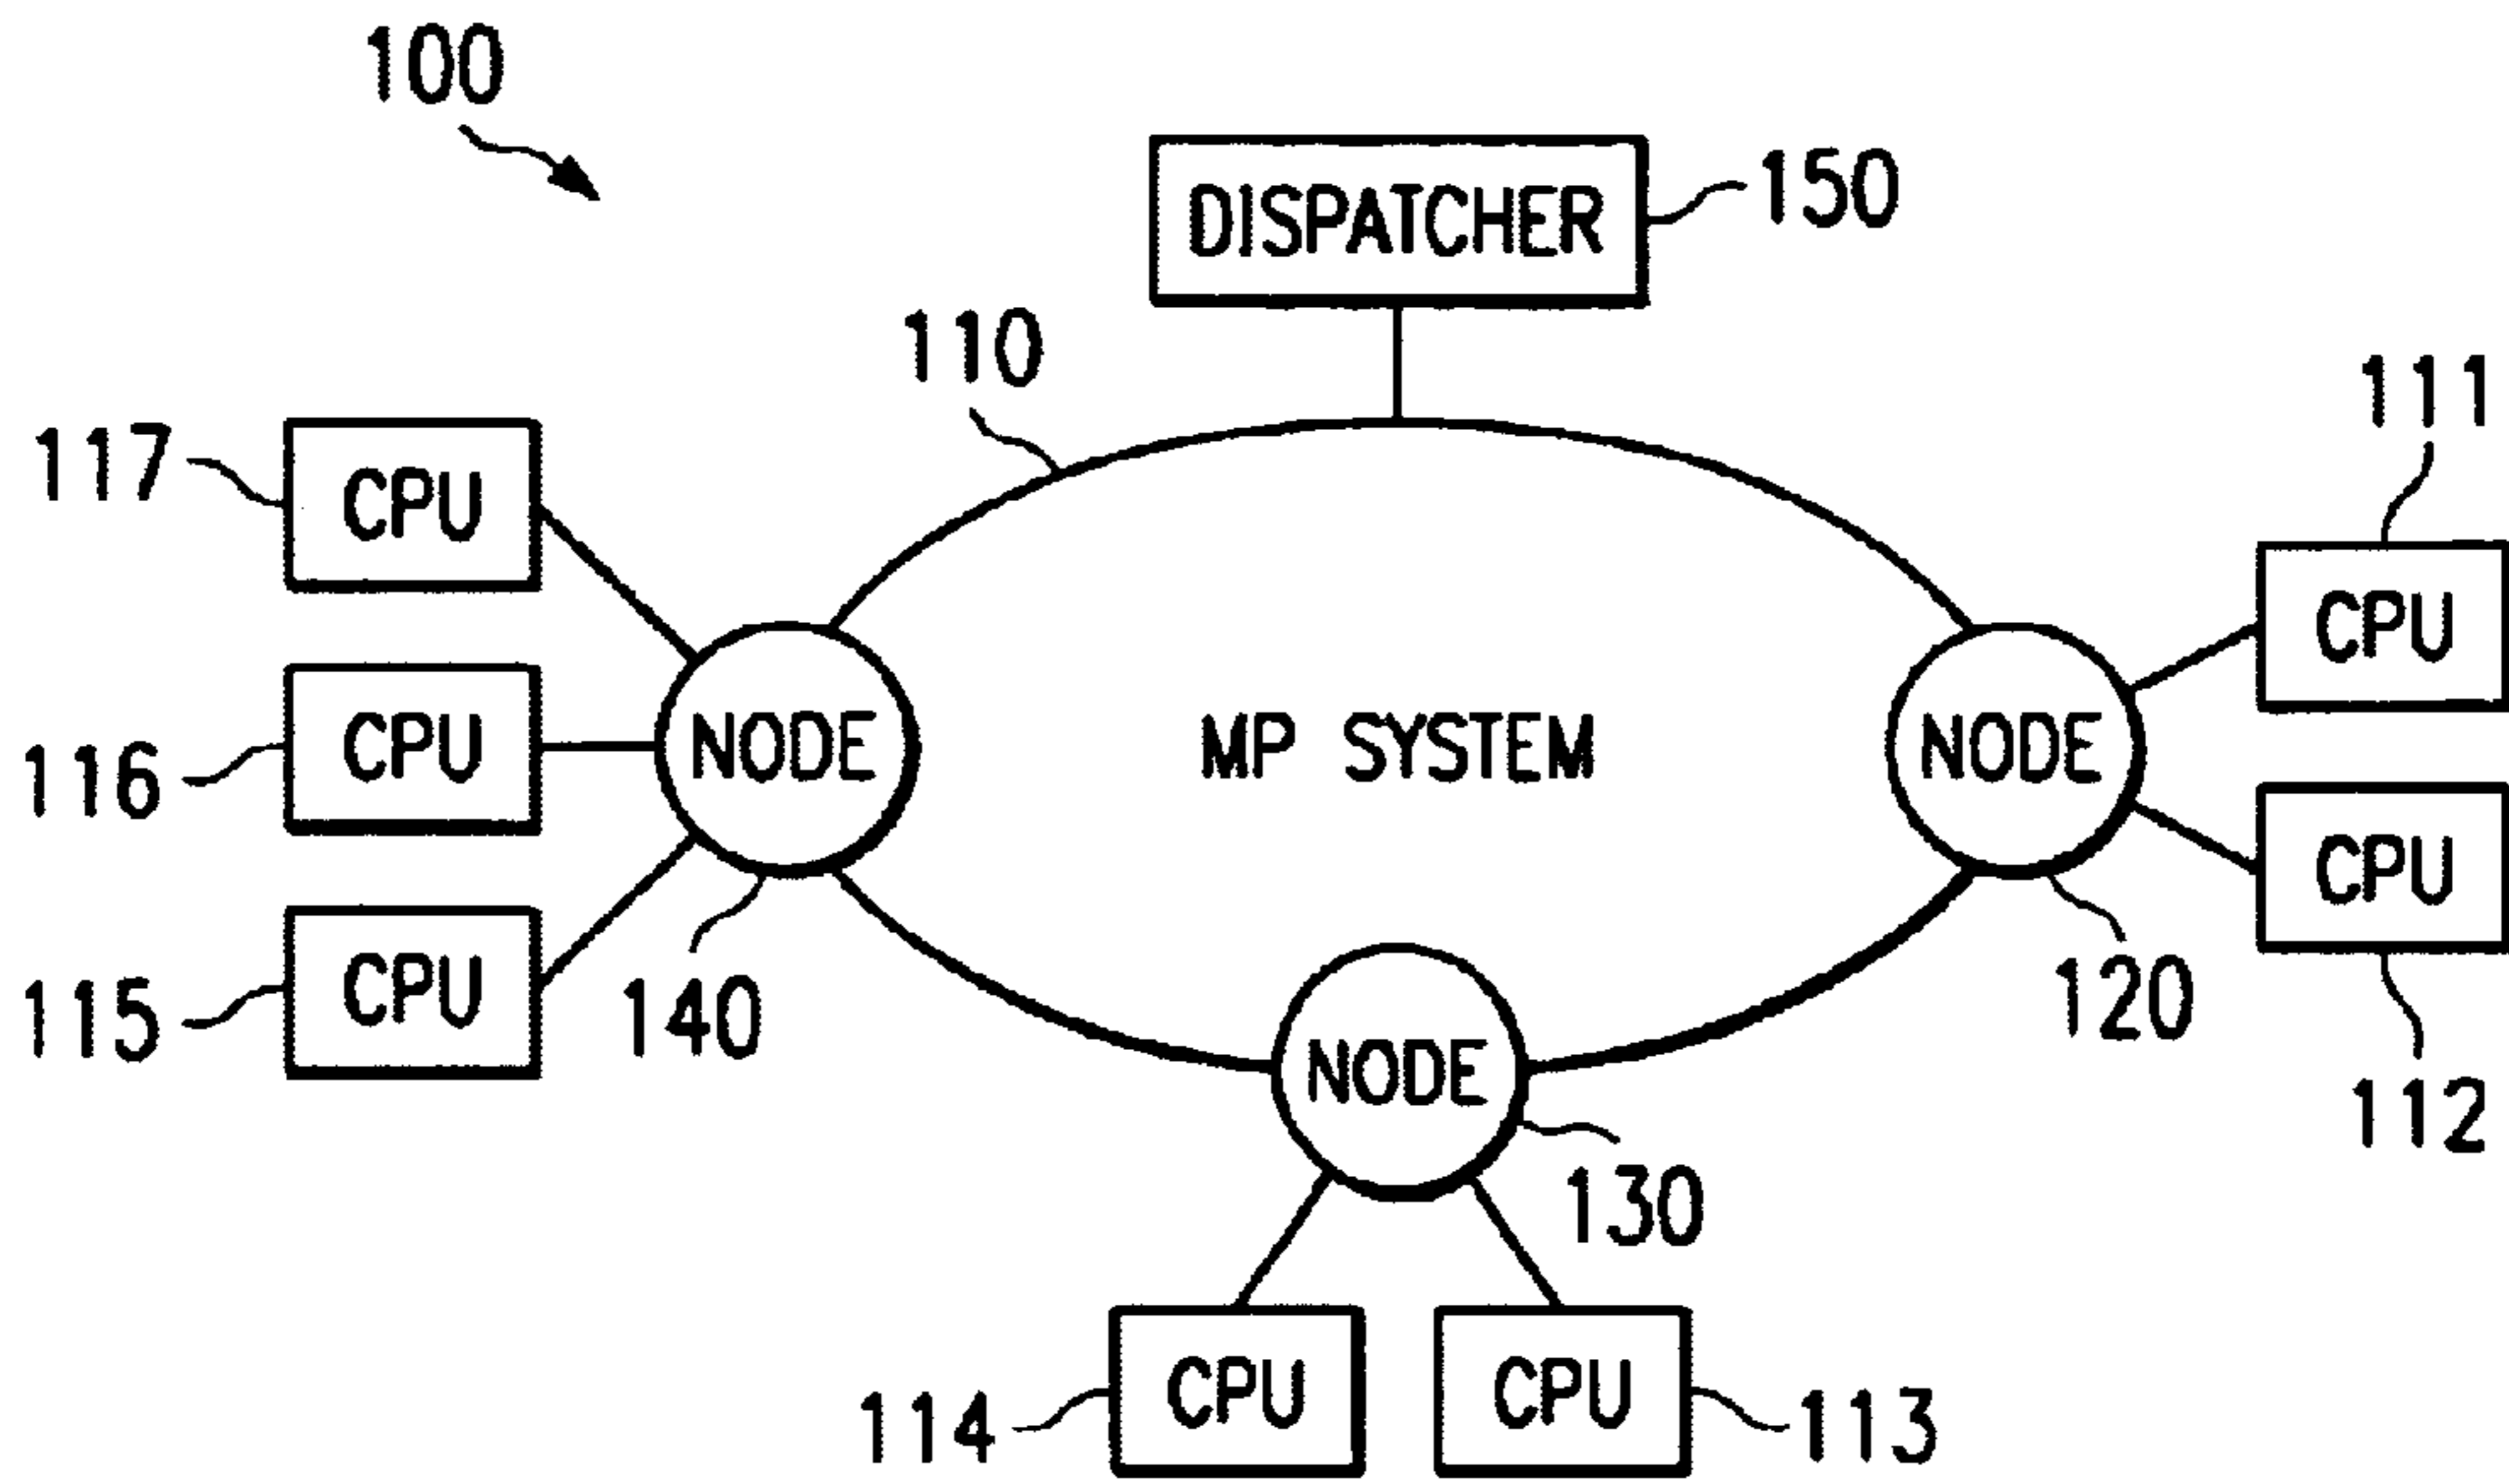 100
DISPATCHER
150
110
111
117
CPU
CPU
116
CPU
NODE
MP SYSTEM
NODE
CPU
115
CPU
140
NODE
120
112
130
114
CPU
CPU
113